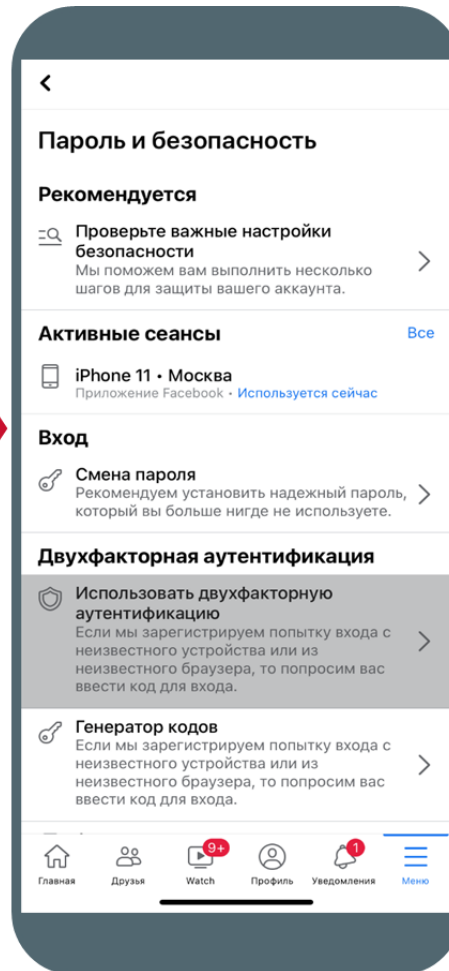 Пароль и безопасность
Рекомендуется
Проверьте важные настройки
безопасности
Мы поможем вам выполнить несколько
шагов для защиты вашего аккаунта.
Активные сеансы Все
iPhone 11 • Москва
Приложение Facebook • Используется сейчас
Вход
Смена пароля
Рекомендуем установить надежный пароль,
который вы больше нигде не используете.
Двухфакторная аутентификация
Использовать двухфакторную
аутентификацию
Если мы зарегистрируем попытку входа с
неизвестного устройства или из
неизвестного браузера, то попросим вас
ввести код для входа.
Генератор кодов
Если мы зарегистрируем попытку входа с
неизвестного устройства или из
неизвестного браузера, то попросим вас
ввести код для входа.
9+ 1
Главная Друзья Watch Профиль Уведомления Меню